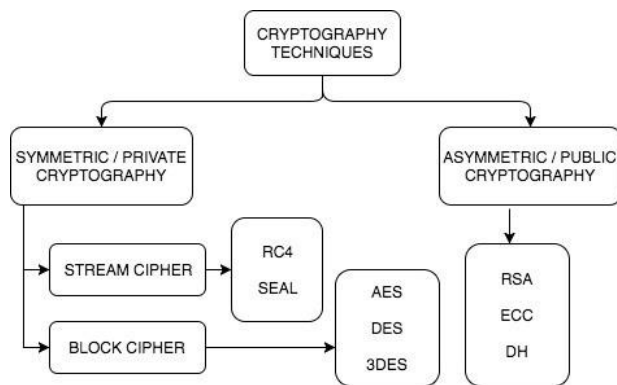 CRYPTOGRAPHY
TECHNIQUES
SYMMETRIC / PRIVATE
CRYPTOGRAPHY
ASYMMETRIC / PUBLIC
CRYPTOGRAPHY
STREAM CIPHER
RC4
SEAL
BLOCK CIPHER
AES
DES
3DES
RSA
ECC
DH